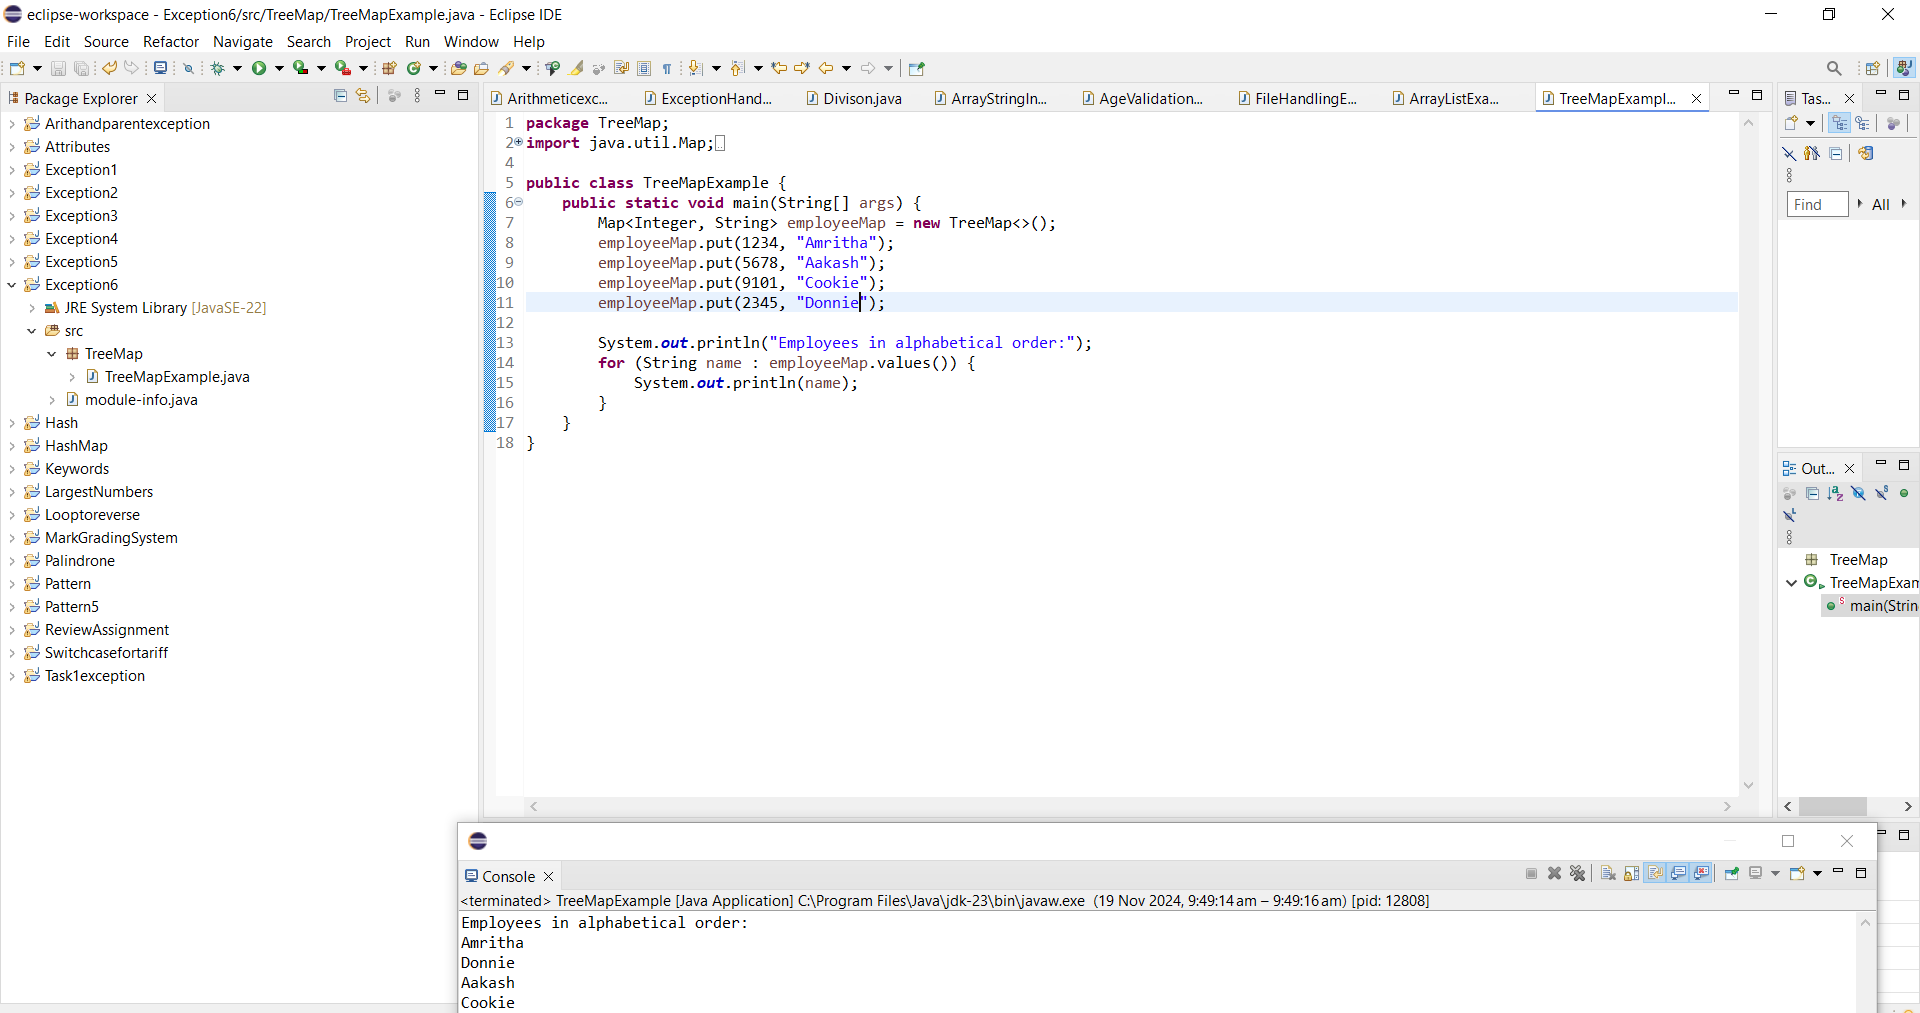 eclipse-workspace - Exception6/src/TreeMap/TreeMapExample.java - Eclipse IDE
File Edit Source Refactor Navigate Search Project Run Window Help
Package Explorer
Arithandparentexception
Attributes
Exception1
Exception2
Exception3
Exception4
Exception5
Exception6
JRE System Library [JavaSE-22]
src
TreeMap
TreeMapExample.java
module-info.java
Hash
HashMap
Keywords
LargestNumbers
Looptoreverse
MarkGradingSystem
Palindrone
Pattern
Pattern5
ReviewAssignment
Switchcasefortariff
Task1exception
Arithmeticexc... ExceptionHand... Divison.java ArrayStringIn... AgeValidation... FileHandlingE... ArrayListExa... TreeMapExampl...
1 package TreeMap;
2 import java.util.Map;
4
5 public class TreeMapExample {
6 public static void main(String[] args) {
7 Map<Integer, String> employeeMap = new TreeMap<>();
8 employeeMap.put(1234, "Amritha");
9 employeeMap.put(5678, "Aakash");
10 employeeMap.put(9101, "Cookie");
11 employeeMap.put(2345, "Donnie");
12
13 System.out.println("Employees in alphabetical order:");
14 for (String name : employeeMap.values()) {
15 System.out.println(name);
16 }
17 }
18 }
Tas...
Find All
Out...
TreeMap
TreeMapExam
main(Strin
Console
<terminated> TreeMapExample [Java Application] C:\Program Files\Java\jdk-23\bin\javaw.exe (19 Nov 2024, 9:49:14 am – 9:49:16 am) [pid: 12808]
Employees in alphabetical order:
Amritha
Donnie
Aakash
Cookie